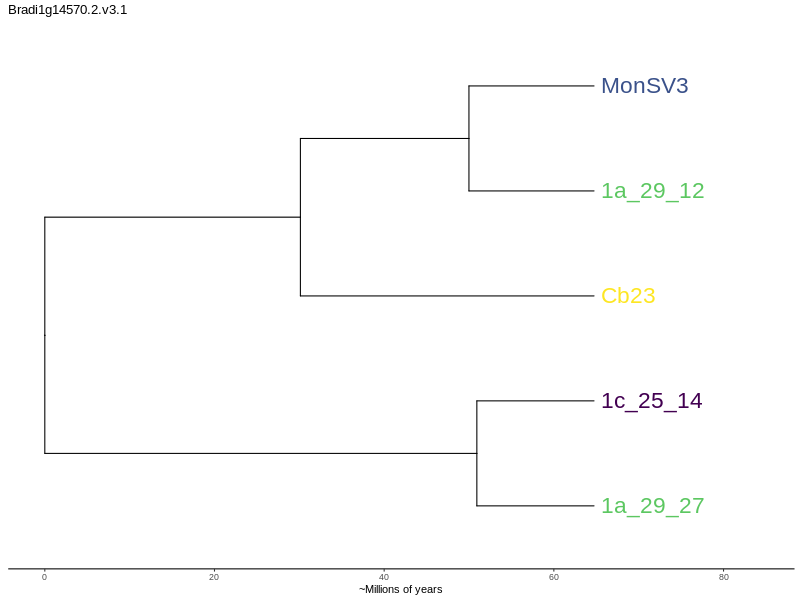 Bradi1g14570.2.v3.1
MonSV3
1a_29_12
Cb23
1c_25_14
1a_29_27
0 20 40 60 80
~Millions of years